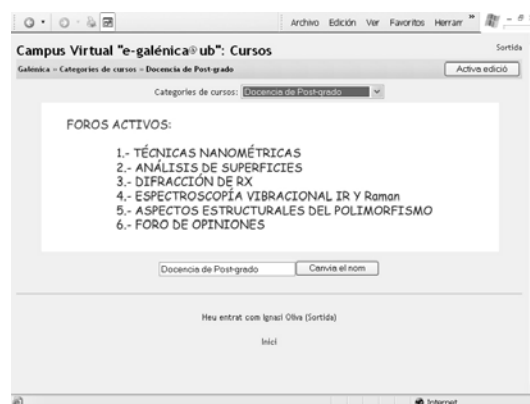 Archivo Edición Ver Favoritos Herram »
Campus Virtual "e-galénica®ub": Cursos
Sortida
Galénica » Categories de cursos » Docencia de Post-grado
Activa edició
Categories de cursos: Docencia de Post-grado
FOROS ACTIVOS:
1.- TÉCNICAS NANOMÉTRICAS
2.- ANÁLISIS DE SUPERFICIES
3.- DIFRACCIÓN DE RX
4.- ESPECTROSCOPÍA VIBRACIONAL IR Y Raman
5.- ASPECTOS ESTRUCTURALES DEL POLIMORFISMO
6.- FORO DE OPINIONES
Docencia de Post-grado
Canvia el nom
Heu entrat com Ignasi Oliva (Sortida)
Inici
Internet